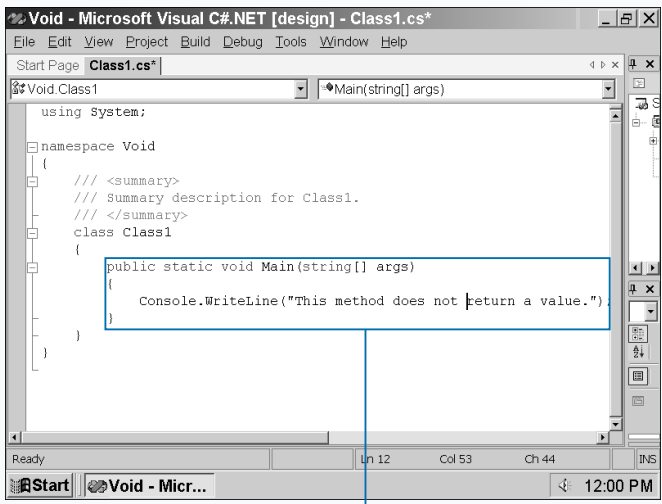 Void - Microsoft Visual C#.NET [design] - Class1.cs*
File Edit View Project Build Debug Tools Window Help
Start Page Class1.cs*
Void.Class1 Main(string[] args)
using System;
namespace Void
{
/// <summary>
/// Summary description for Class1.
/// </summary>
class Class1
{
public static void Main(string[] args)
{
Console.WriteLine("This method does not return a value.");
}
}
}
Ready Ln 12 Col 53 Ch 44 INS
Start Void - Micr... 12:00 PM